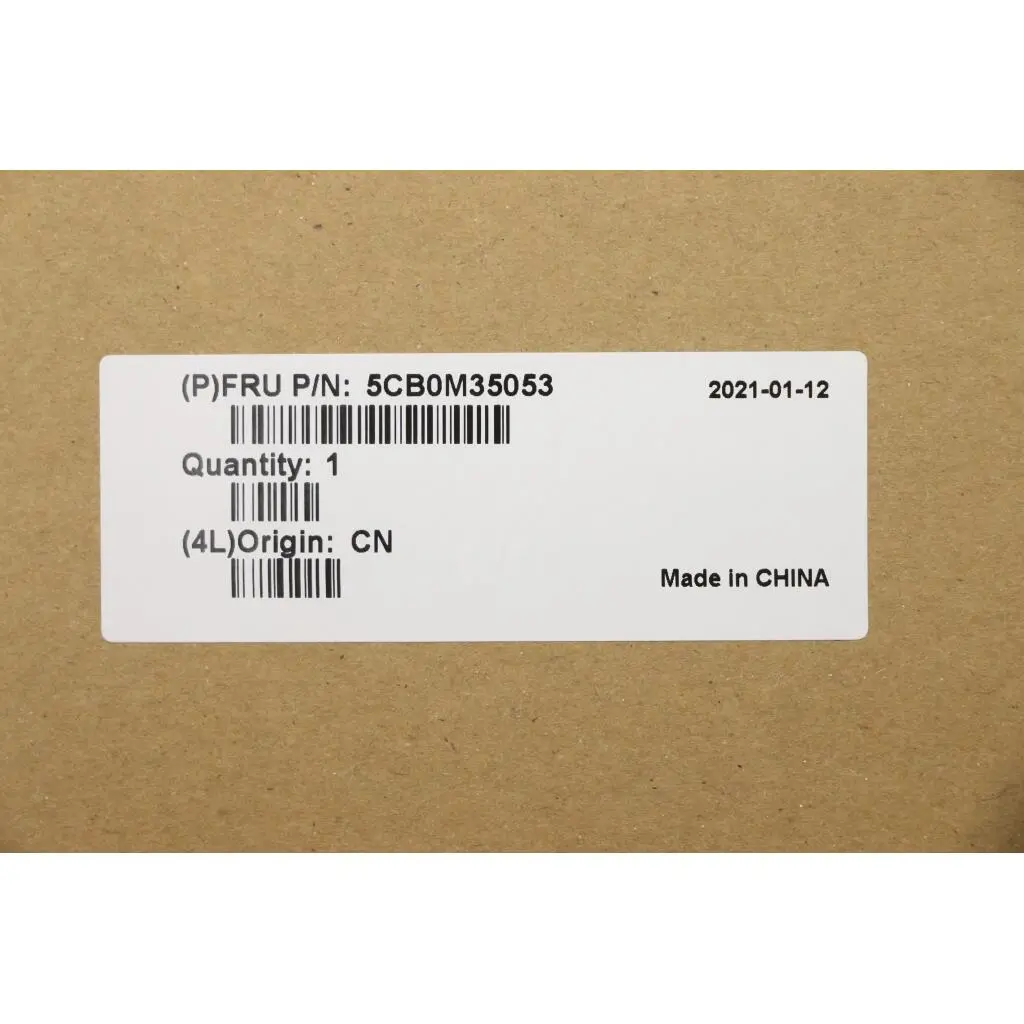 (P)FRU P/N: 5CB0M35053
2021-01-12
Quantity: 1
(4L)Origin: CN
Made in CHINA